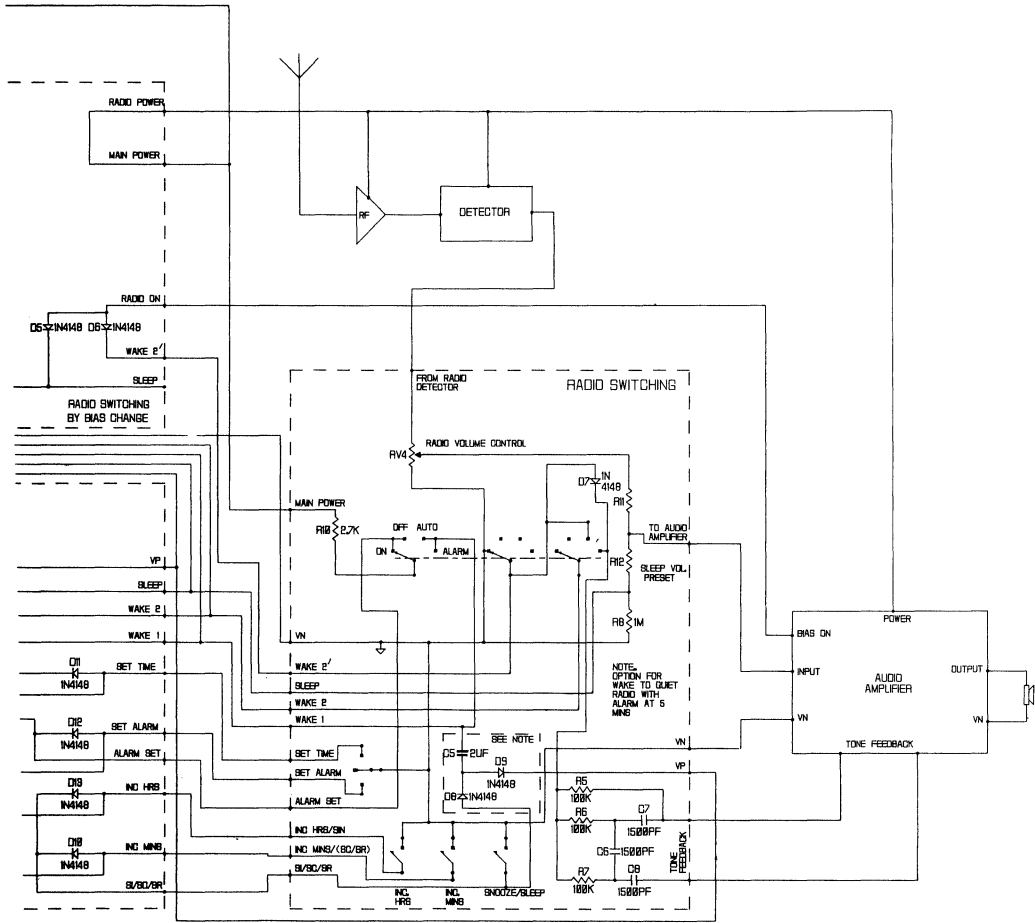 RADIO POWER
MAIN POWER
RF
DETECTOR
RADIO ON
D5 1N4148 D6 1N4148
WAKE 2'
SLEEP
RADIO SWITCHING
BY BIAS CHANGE
FROM RADIO
DETECTOR
RADIO SWITCHING
RV4
RADIO VOLUME CONTROL
D7
1N
4148
R11
MAIN POWER
R10 2.7K
OFF AUTO
ON
ALARM
TO AUDIO
AMPLIFIER
R12
SLEEP VOL
PRESET
R8 1M
VP
SLEEP
WAKE 2
WAKE 1
D11
1N4148
SET TIME
D12
1N4148
SET ALARM
ALARM SET
D13
1N4148
INC HRS
D10
1N4148
INC MINS
SI/SC/SR
VN
WAKE 2'
SLEEP
WAKE 2
WAKE 1
NOTE.
OPTION FOR
WAKE TO QUIET
RADIO WITH
ALARM AT 5
MINS
SEE NOTE
C5 2UF
D9
1N4148
D8 1N4148
SET TIME
SET ALARM
ALARM SET
INC HRS/SIN
INC MINS/(SC/SR)
SI/SC/SR
INC.
HRS
INC.
MINS
SNOOZE/SLEEP
VN
VP
R5
100K
R6
100K
C7
1500PF
C6 1500PF
R7
100K
C8
1500PF
TONE
FEEDBACK
POWER
BIAS ON
INPUT
AUDIO
AMPLIFIER
OUTPUT
VN
VN
TONE FEEDBACK